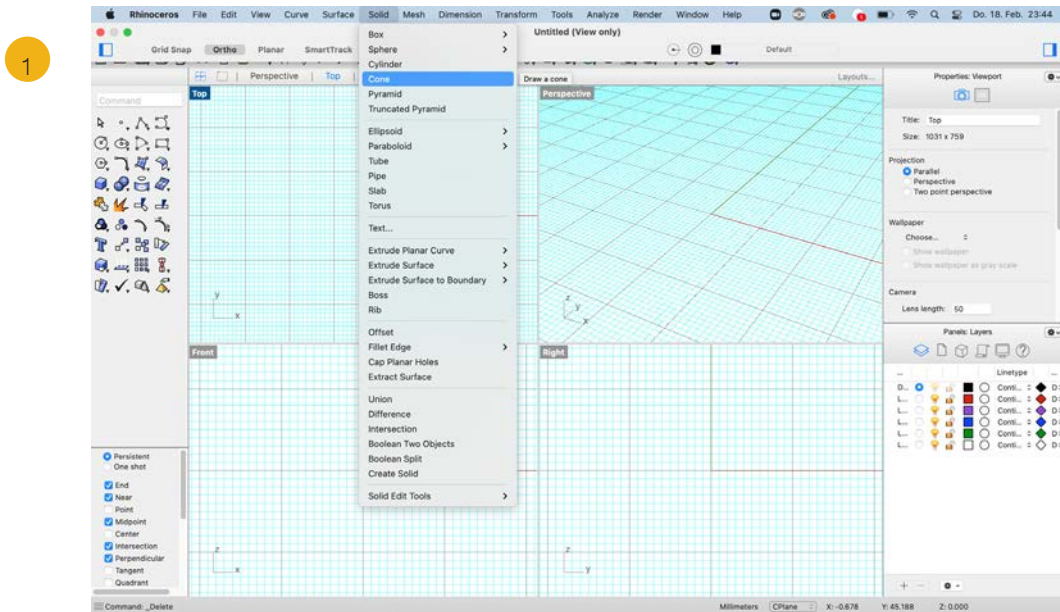 1
Rhinoceros File Edit View Curve Surface Solid Mesh Dimension Transform Tools Analyze Render Window Help Do. 18. Feb. 23:44
Untitled (View only)
Grid Snap Ortho Planar SmartTrack
Default
Perspective | Top |
Layouts...
Command
Box
Sphere
Cylinder
Cone
Pyramid
Truncated Pyramid
Ellipsoid
Paraboloid
Tube
Pipe
Slab
Torus
Text...
Extrude Planar Curve
Extrude Surface
Extrude Surface to Boundary
Boss
Rib
Offset
Fillet Edge
Cap Planar Holes
Extract Surface
Union
Difference
Intersection
Boolean Two Objects
Boolean Split
Create Solid
Solid Edit Tools
Draw a cone
Top
y
x
Perspective
z
y
x
Front
z
x
Right
z
y
Properties: Viewport
Title: Top
Size: 1031 x 759
Projection
Parallel
Perspective
Two point perspective
Wallpaper
Choose...
Show wallpaper
Show wallpaper as gray scale
Camera
Lens length: 50
Panels: Layers
... Linetype ...
D... Conti... D
L... Conti... D
L... Conti... D
L... Conti... D
L... Conti... D
L... Conti... D
Persistent
One shot
End
Near
Point
Midpoint
Center
Intersection
Perpendicular
Tangent
Quadrant
Command: _Delete
Millimeters CPlane X: -0.678 Y: 45.188 Z: 0.000